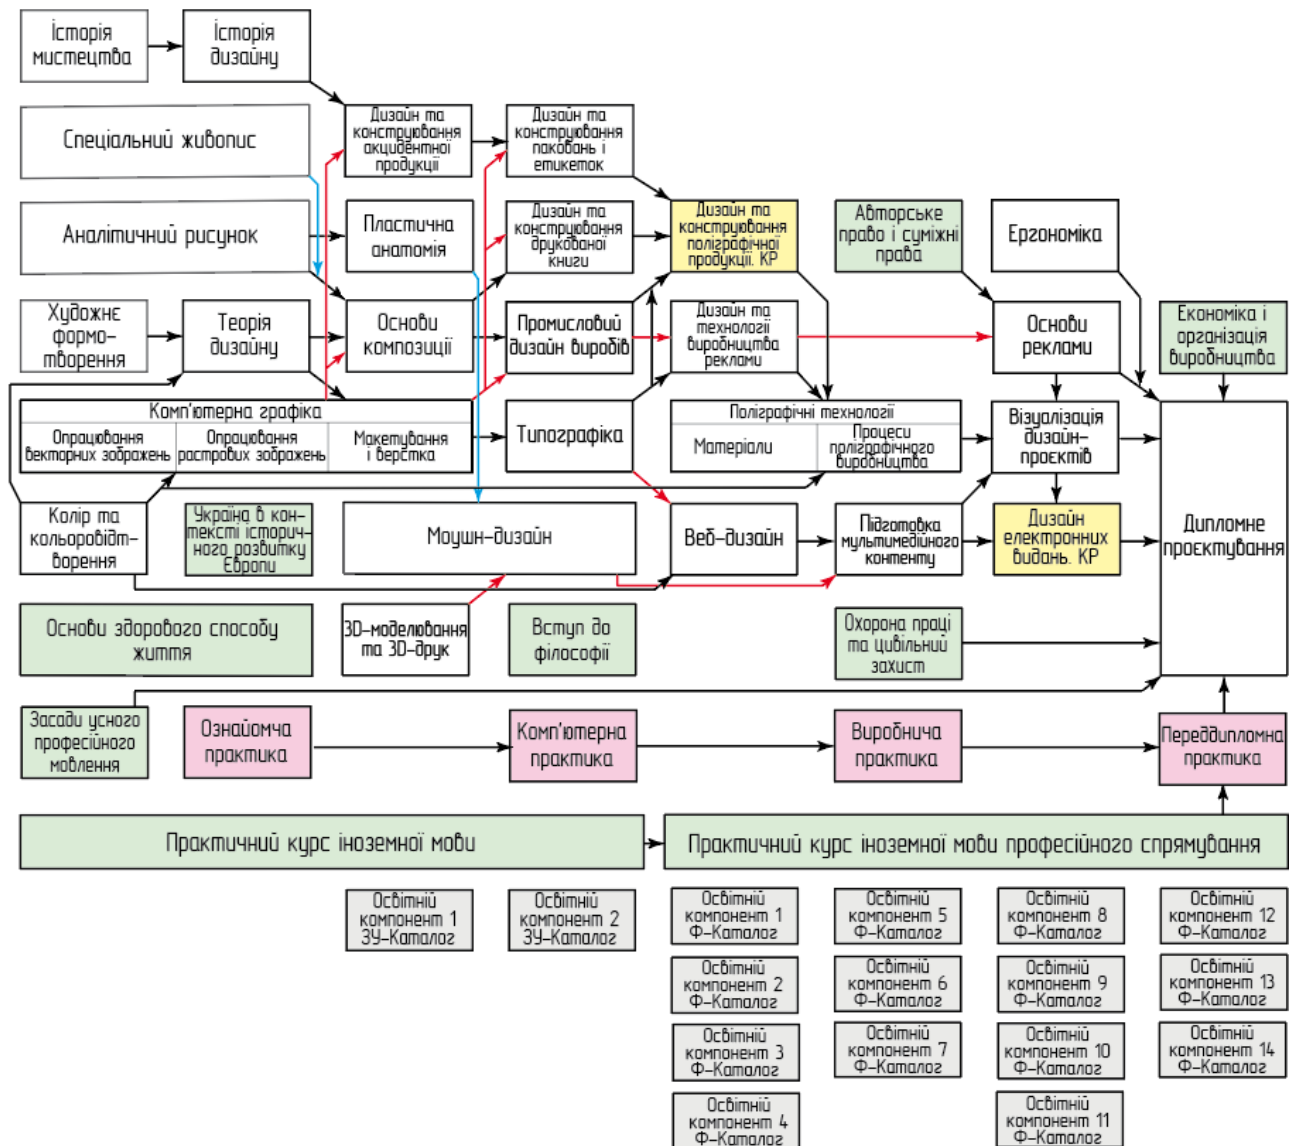 Історія
мистецтва
Історія
дизайну
Спеціальний живопис
Дизайн та
конструювання
акцидентної
продукції
Дизайн та
конструювання
паковань і
етикеток
Аналітичний рисунок
Пластична
анатомія
Дизайн та
конструювання
друкованої
книги
Дизайн та
конструювання
поліграфічної
продукції. КР
Авторське
право і суміжні
права
Ергономіка
Художнє
формо-
творення
Теорія
дизайну
Основи
композиції
Промисловий
дизайн виробів
Дизайн та
технології
виробництва
реклами
Основи
реклами
Економіка і
організація
виробництва
Комп'ютерна графіка
Опрацювання
векторних зображень
Опрацювання
растрових зображень
Макетування
і верстка
Типографіка
Поліграфічні технології
Матеріали
Процеси
поліграфічного
виробництва
Візуалізація
дизайн-
проєктів
Колір та
кольоровідт-
ворення
Україна в кон-
тексті історич-
ного розвитку
Європи
Моушн-дизайн
Веб-дизайн
Підготовка
мультимедійного
контенту
Дизайн
електронних
видань. КР
Дипломне
проєктування
Основи здорового способу
життя
3D-моделювання
та 3D-друк
Вступ до
філософії
Охорона праці
та цивільний
захист
Засади усного
професійного
мовлення
Ознайомча
практика
Комп'ютерна
практика
Виробнича
практика
Переддипломна
практика
Практичний курс іноземної мови
Практичний курс іноземної мови професійного спрямування
Освітній
компонент 1
ЗУ-Каталог
Освітній
компонент 2
ЗУ-Каталог
Освітній
компонент 1
Ф-Каталог
Освітній
компонент 5
Ф-Каталог
Освітній
компонент 8
Ф-Каталог
Освітній
компонент 12
Ф-Каталог
Освітній
компонент 2
Ф-Каталог
Освітній
компонент 6
Ф-Каталог
Освітній
компонент 9
Ф-Каталог
Освітній
компонент 13
Ф-Каталог
Освітній
компонент 3
Ф-Каталог
Освітній
компонент 7
Ф-Каталог
Освітній
компонент 10
Ф-Каталог
Освітній
компонент 14
Ф-Каталог
Освітній
компонент 4
Ф-Каталог
Освітній
компонент 11
Ф-Каталог